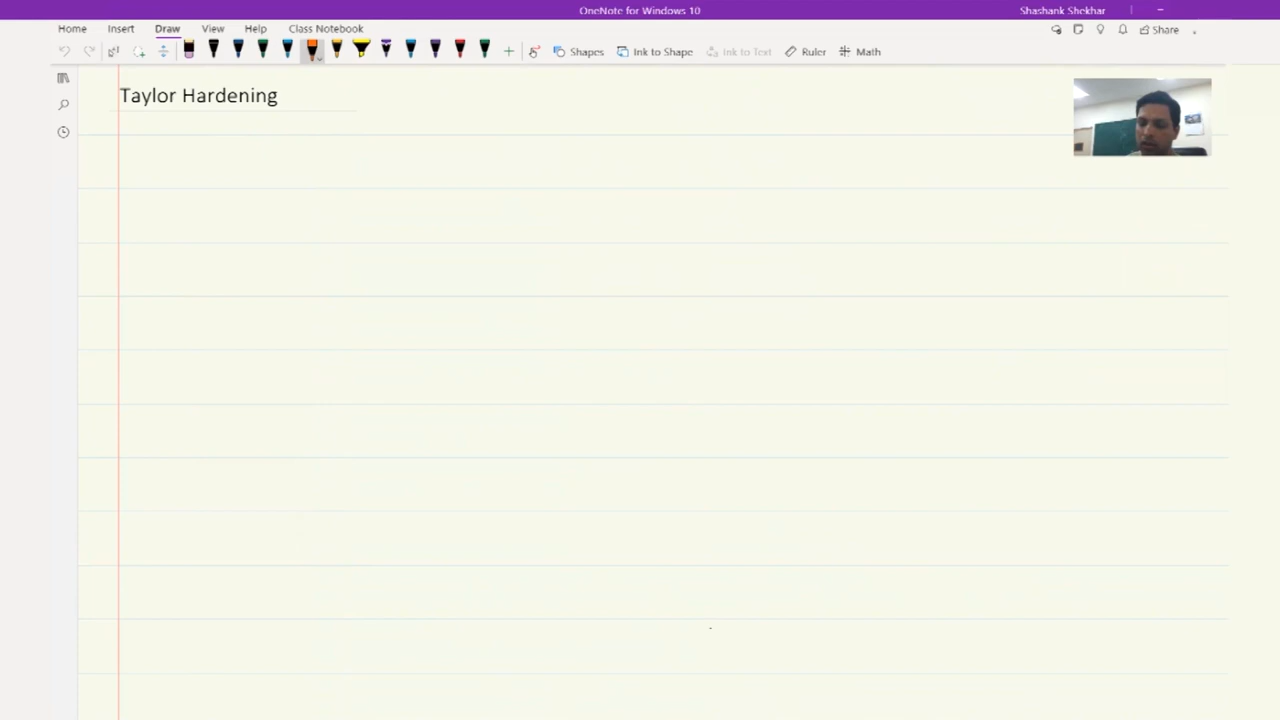 OneNote for Windows 10
Shashank Shekhar
Home Insert Draw View Help Class Notebook
Share
Shapes Ink to Shape Ink to Text Ruler Math
Taylor Hardening